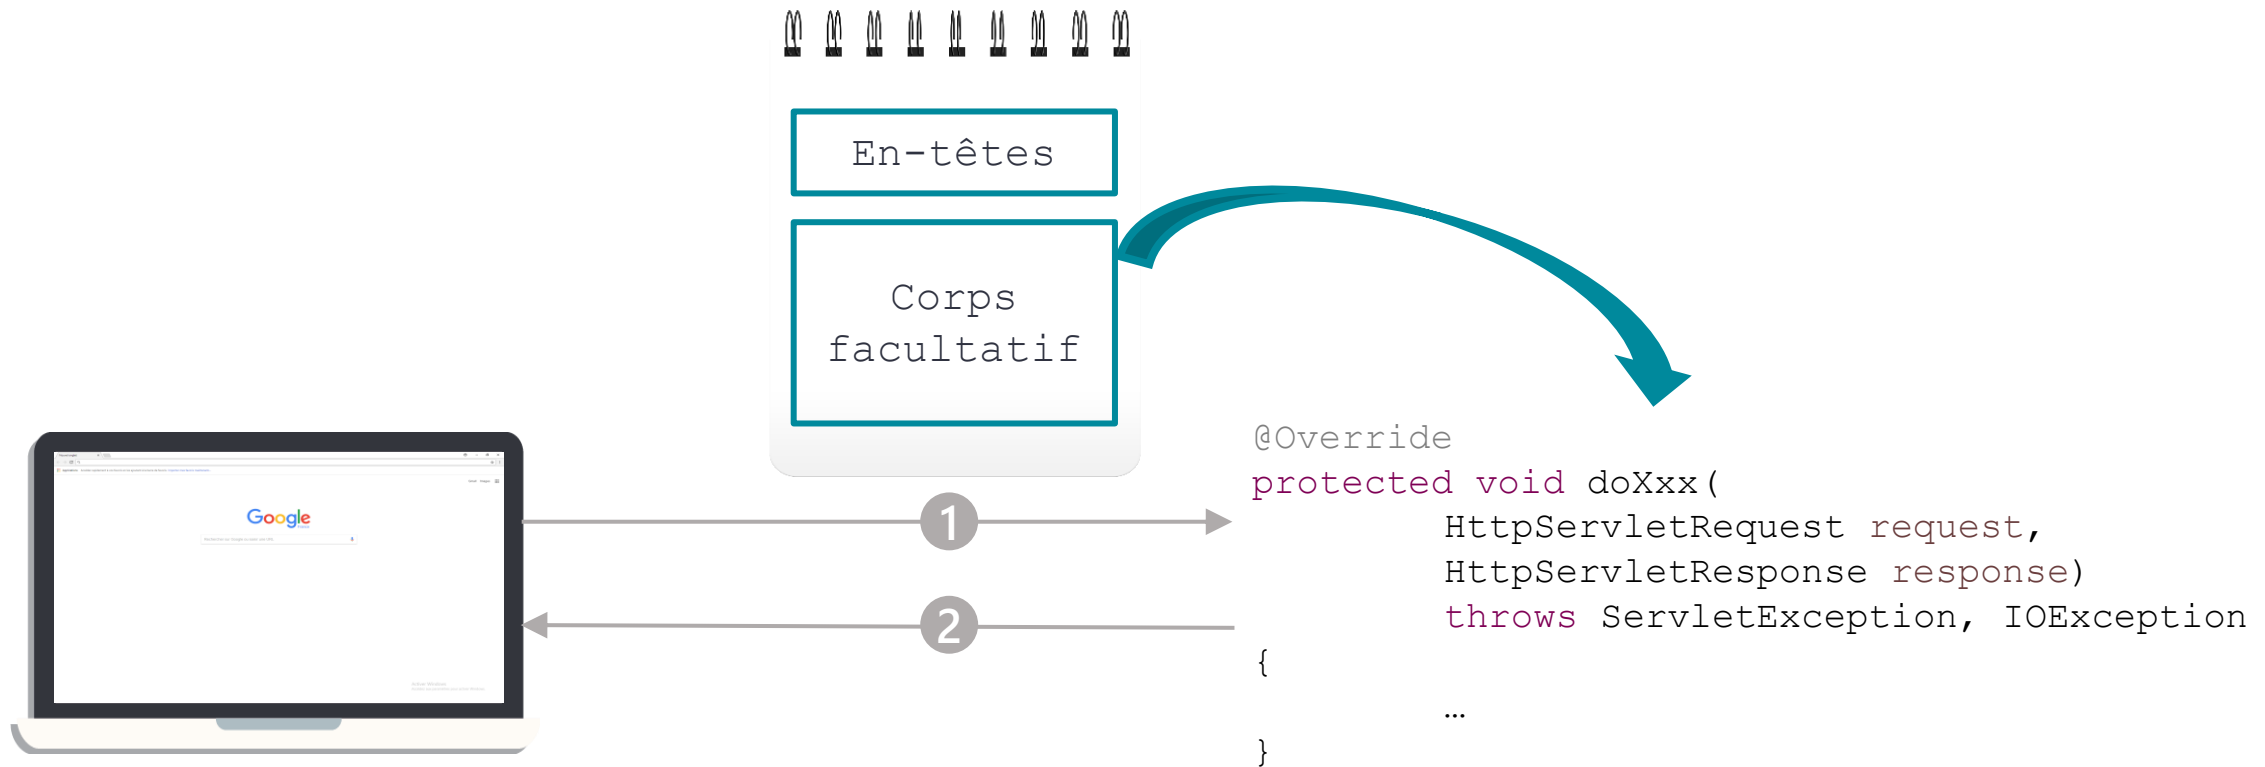 En-têtes
Corps
facultatif
Google
1
2
@Override
protected void doXxx(
HttpServletRequest request,
HttpServletResponse response)
throws ServletException, IOException
{
…
}